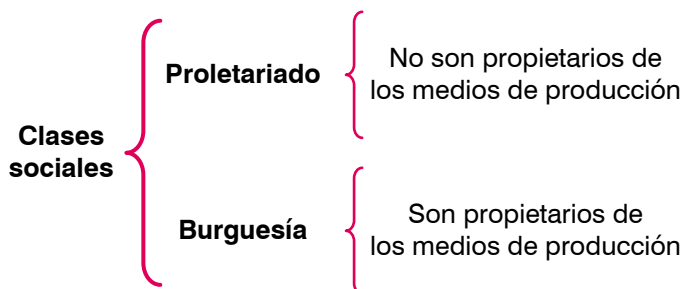 Clases
sociales
Proletariado
No son propietarios de
los medios de producción
Burguesía
Son propietarios de
los medios de producción